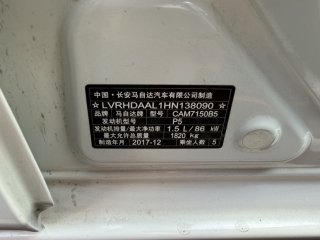 中国·长安马自达汽车有限公司制造
☆LVRHDAAL1HN138090☆
品牌 马自达牌 型号 CAM7150B5
发动机型号 P5
发动机排量/最大净功率 1.5 L / 86 kW
最大允许总质量 1820 kg
制造年月 2017-12 乘坐人数 5